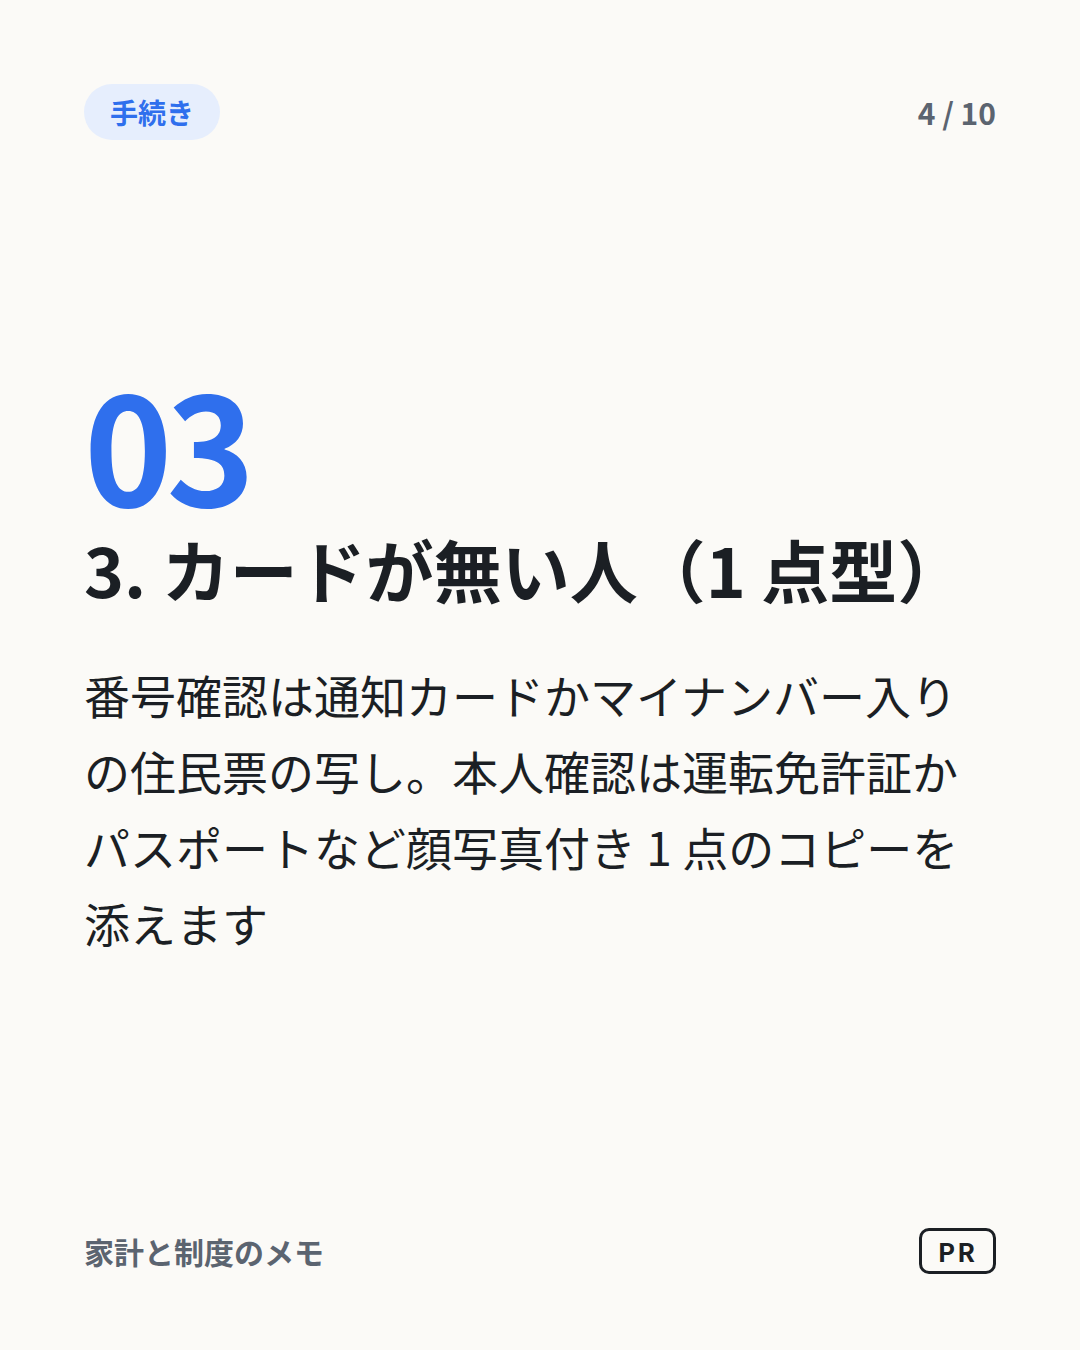 手続き
4 / 10
03
3. カードが無い人（1 点型）
番号確認は通知カードかマイナンバー入り
の住民票の写し。本人確認は運転免許証か
パスポートなど顔写真付き 1 点のコピーを
添えます
家計と制度のメモ
PR